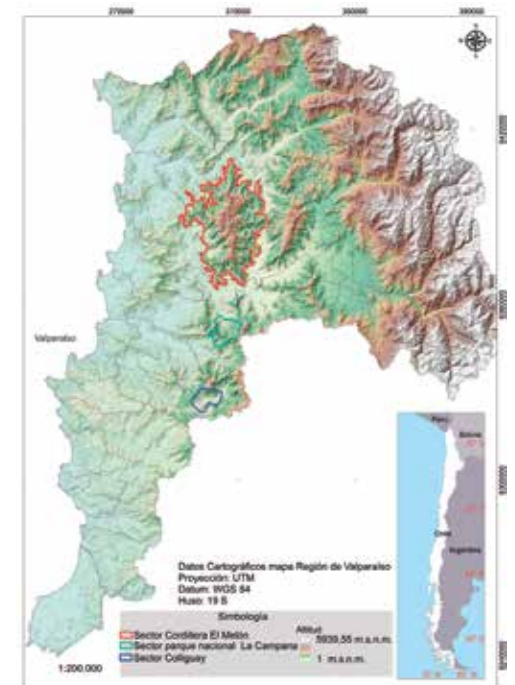 270000 310000 350000 390000
Valparaíso
Perú
Bolivia
Chile
Argentina
Datos Cartográficos mapa Región de Valparaíso
Proyección: UTM
Datum: WGS 84
Huso: 19 S
Simbología
Sector Cordillera El Melón
Sector parque nacional La Campana
Sector Colliguay
Altitud
5939,55 m.s.n.m.
1 m.s.n.m.
1:200.000